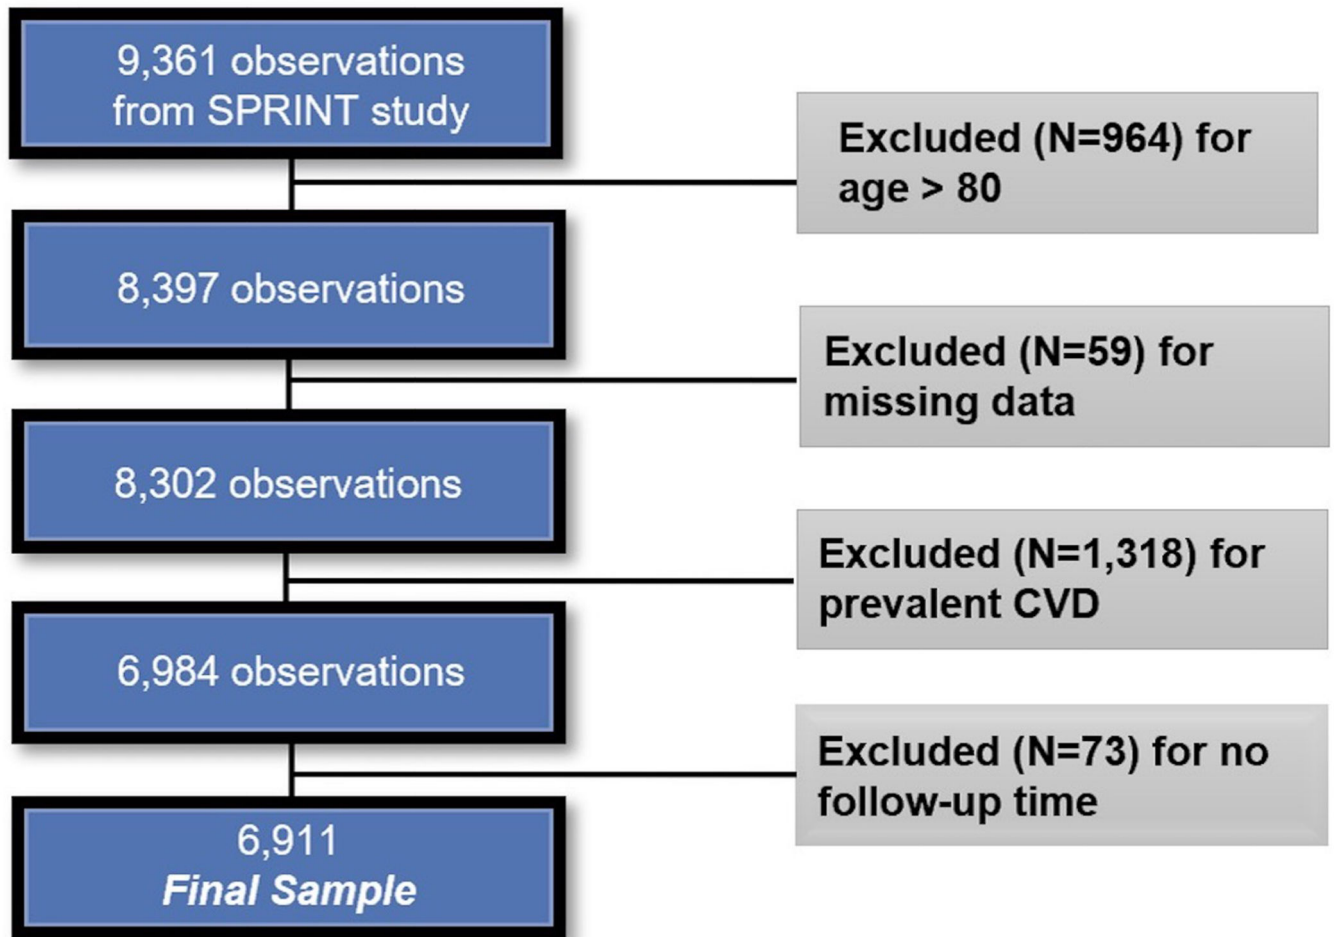 9,361 observations
from SPRINT study
Excluded (N=964) for
age > 80
8,397 observations
Excluded (N=59) for
missing data
8,302 observations
Excluded (N=1,318) for
prevalent CVD
6,984 observations
Excluded (N=73) for no
follow-up time
6,911
Final Sample